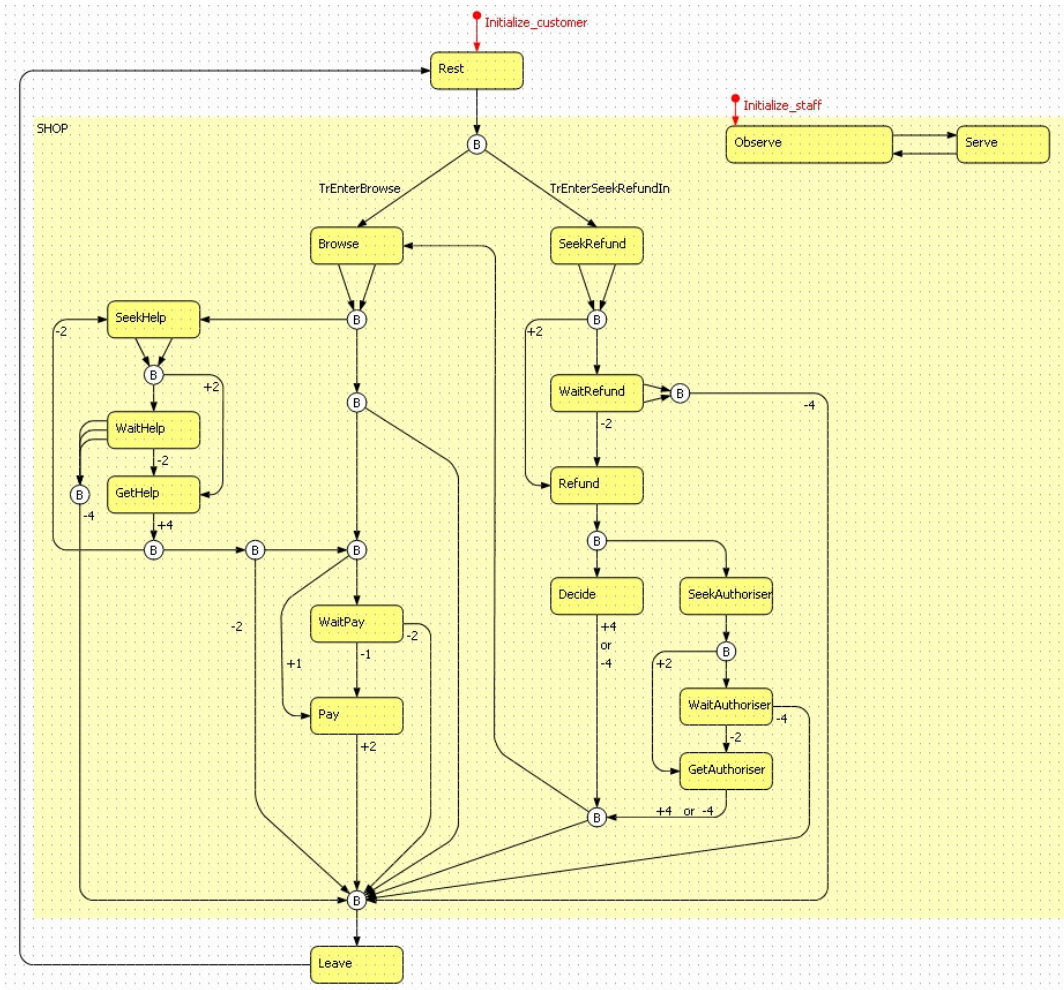 Initialize_customer
Rest
Initialize_staff
SHOP
Observe
Serve
B
TrEnterBrowse
TrEnterSeekRefundIn
Browse
SeekRefund
SeekHelp
-2
B
+2
B
B
+2
WaitRefund
B
-4
B
WaitHelp
-2
-2
Refund
GetHelp
B
-4
+4
B
B
B
B
Decide
SeekAuthoriser
WaitPay
-2
-2
+4
or
-4
B
+1
-1
+2
WaitAuthoriser
-4
Pay
-2
+2
GetAuthoriser
+4 or -4
B
B
Leave